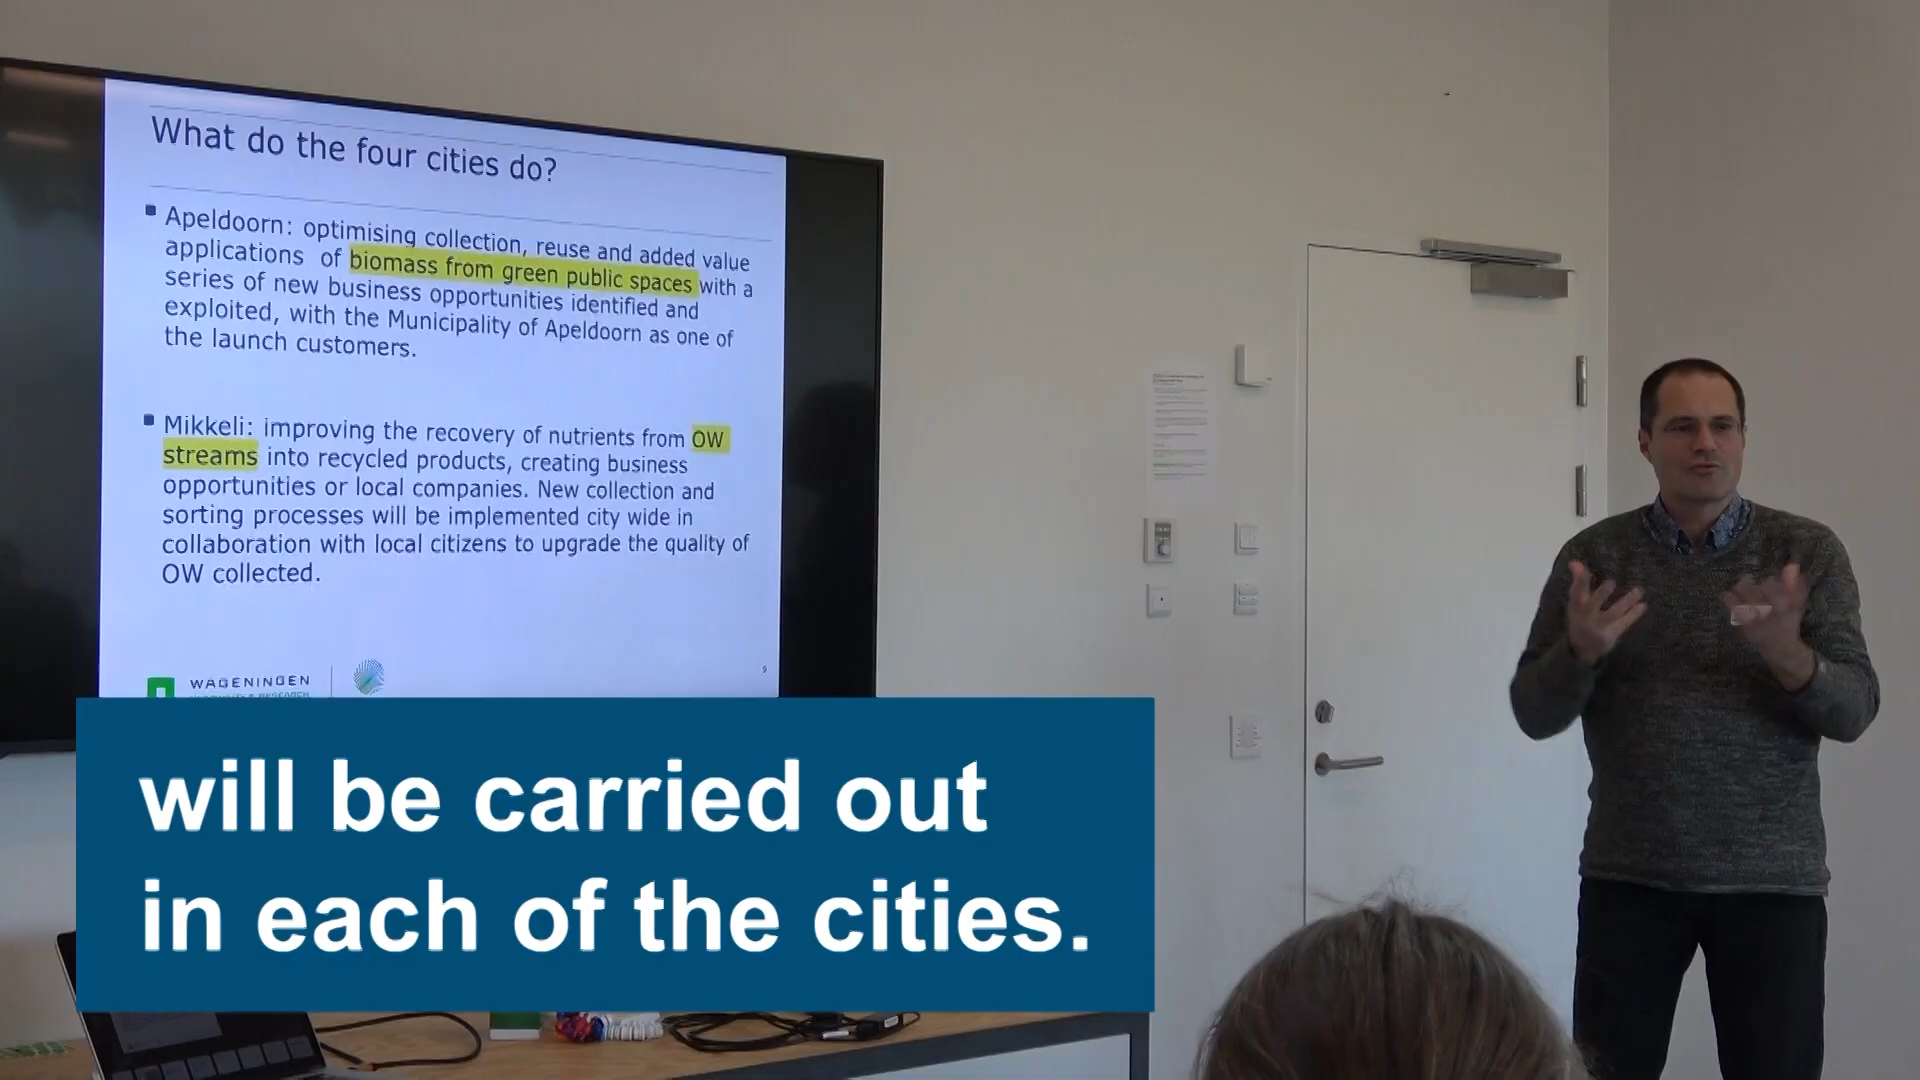 What do the four cities do?
Apeldoorn: optimising collection, reuse and added value
applications of biomass from green public spaces with a
series of new business opportunities identified and
exploited, with the Municipality of Apeldoorn as one of
the launch customers.
Mikkeli: improving the recovery of nutrients from OW
streams into recycled products, creating business
opportunities or local companies. New collection and
sorting processes will be implemented city wide in
collaboration with local citizens to upgrade the quality of
OW collected.
9
WAGENINGEN
will be carried out
in each of the cities.